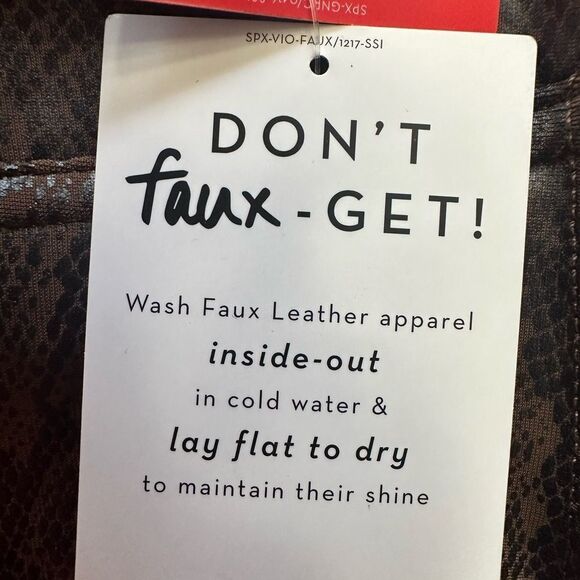 SPX-VIO-FAUX/1217-SSI
DON'T
faux-GET!
Wash Faux Leather apparel
inside-out
in cold water &
lay flat to dry
to maintain their shine